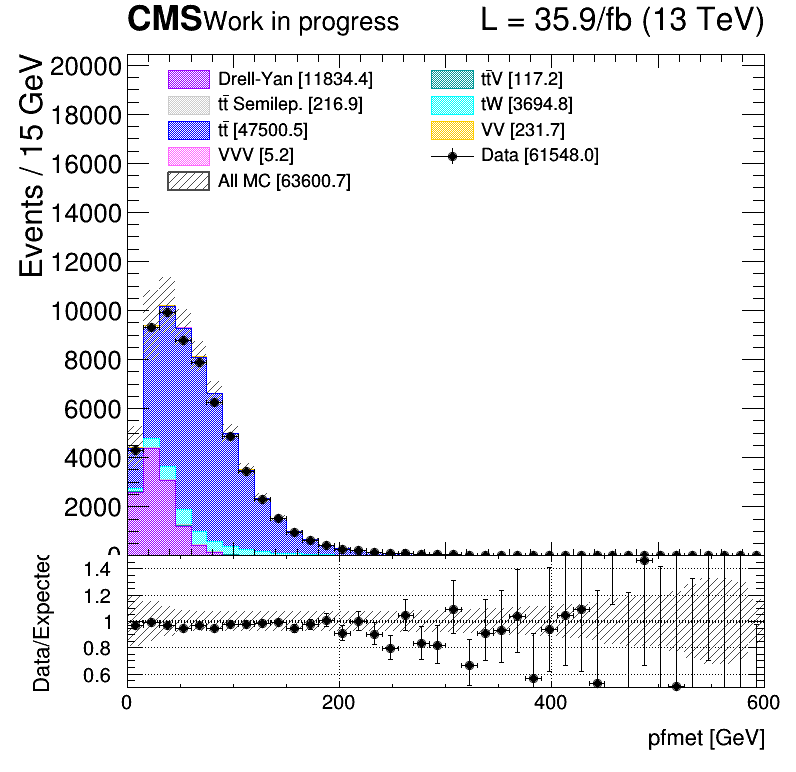 CMS Work in progress L = 35.9/fb (13 TeV)
Events / 15 GeV
20000
18000
16000
14000
12000
10000
8000
6000
4000
2000
0
Drell-Yan [11834.4]
tt̄ Semilep. [216.9]
tt̄ [47500.5]
VVV [5.2]
All MC [63600.7]
tt̄V [117.2]
tW [3694.8]
VV [231.7]
Data [61548.0]
Data/Expected
1.4
1.2
1
0.8
0.6
0 200 400 600
pfmet [GeV]